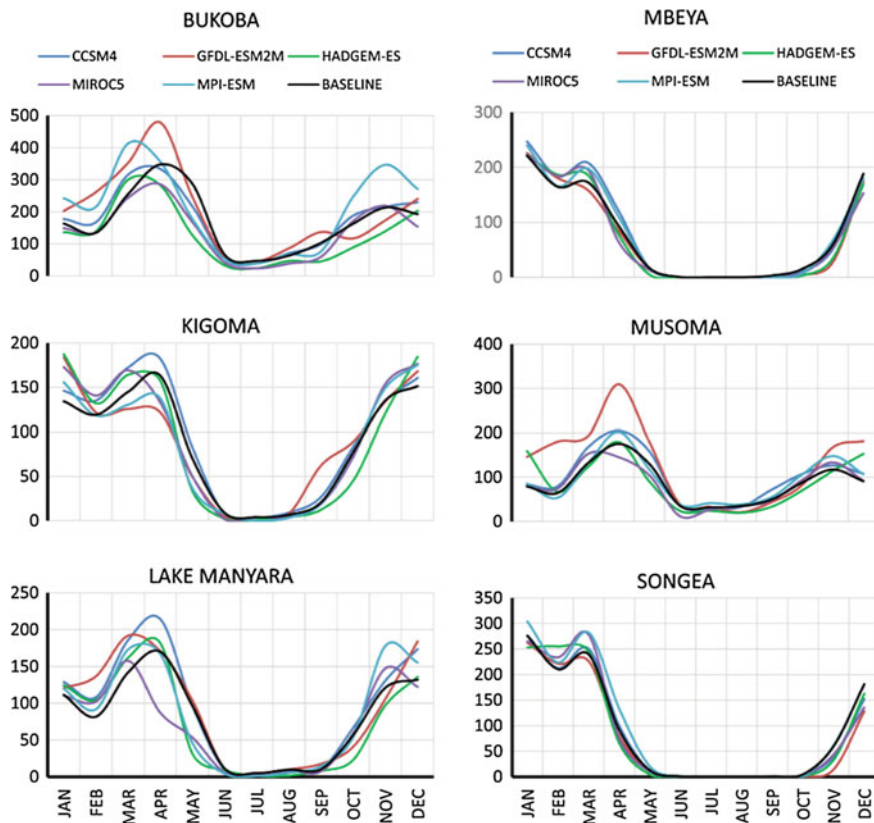 BUKOBA
CCSM4 GFDL-ESM2M HADGEM-ES
MIROC5 MPI-ESM BASELINE
500
400
300
200
100
0
MBEYA
CCSM4 GFDL-ESM2M HADGEM-ES
MIROC5 MPI-ESM BASELINE
300
200
100
0
KIGOMA
200
150
100
50
0
MUSOMA
400
300
200
100
0
LAKE MANYARA
250
200
150
100
50
0
JAN FEB MAR APR MAY JUN JUL AUG SEP OCT NOV DEC
SONGEA
350
300
250
200
150
100
50
0
JAN FEB MAR APR MAY JUN JUL AUG SEP OCT NOV DEC